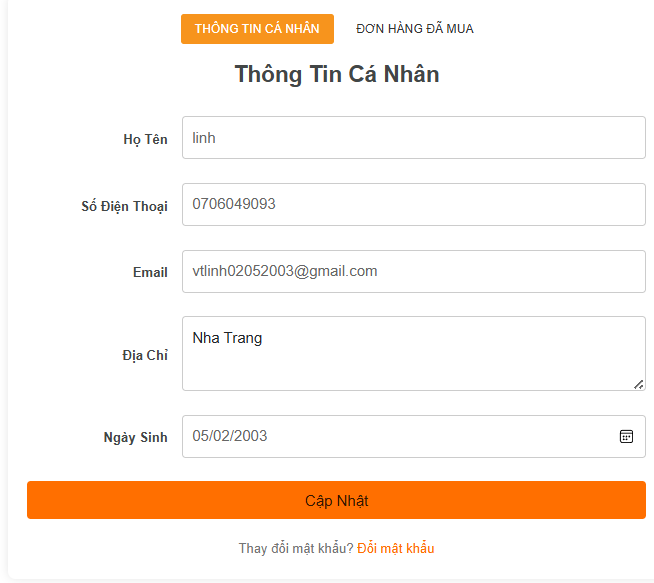 THÔNG TIN CÁ NHÂN ĐƠN HÀNG ĐÃ MUA
Thông Tin Cá Nhân
Họ Tên linh
Số Điện Thoại 0706049093
Email vtlinh02052003@gmail.com
Địa Chỉ Nha Trang
Ngày Sinh 05/02/2003
Cập Nhật
Thay đổi mật khẩu? Đổi mật khẩu